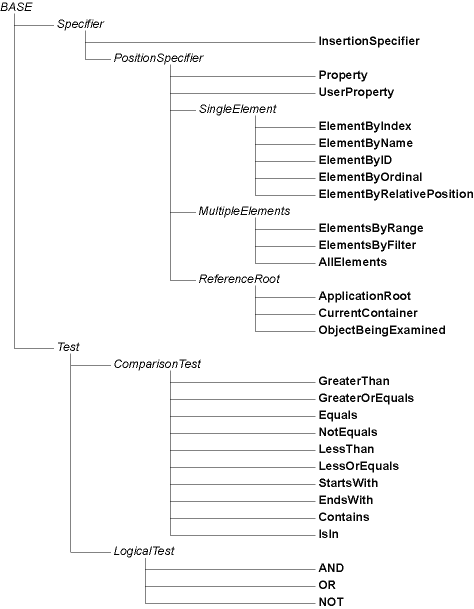 BASE
Specifier
InsertionSpecifier
PositionSpecifier
Property
UserProperty
SingleElement
ElementByIndex
ElementByName
ElementByID
ElementByOrdinal
ElementByRelativePosition
MultipleElements
ElementsByRange
ElementsByFilter
AllElements
ReferenceRoot
ApplicationRoot
CurrentContainer
ObjectBeingExamined
Test
ComparisonTest
GreaterThan
GreaterOrEquals
Equals
NotEquals
LessThan
LessOrEquals
StartsWith
EndsWith
Contains
IsIn
LogicalTest
AND
OR
NOT